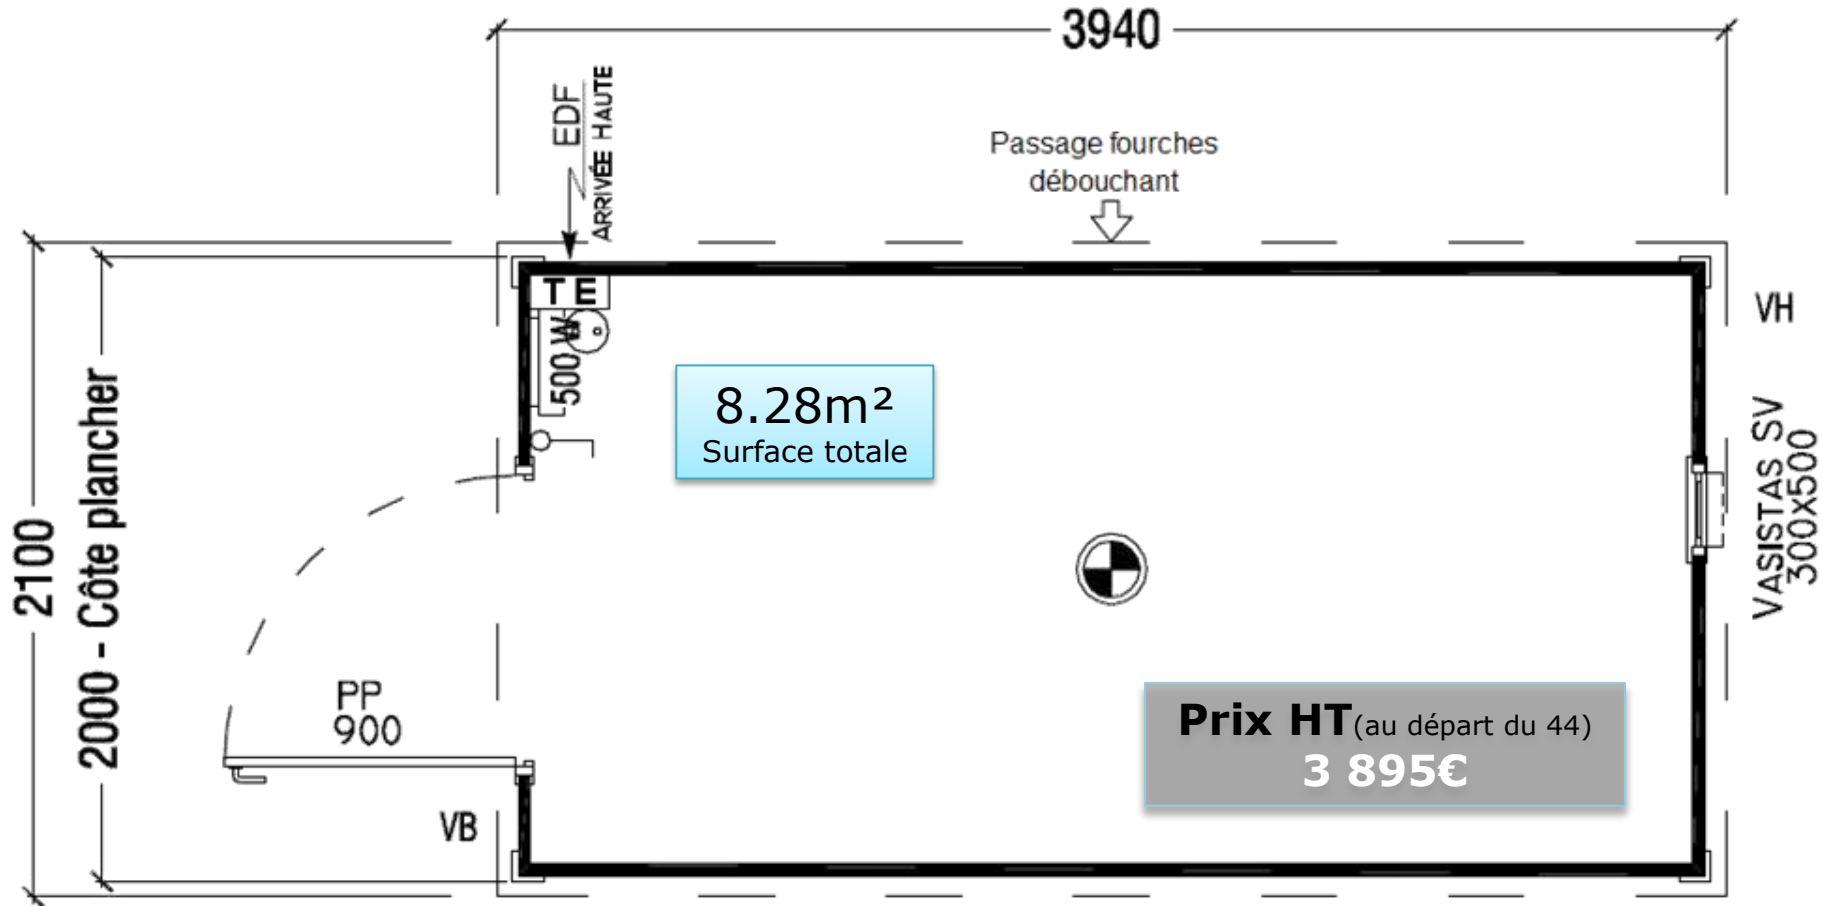 3940
EDF
ARRIVÉE HAUTE
Passage fourches
débouchant
T E
500 W
VH
8.28m²
Surface totale
VASISTAS SV
300x500
2100
2000 - Côte plancher
PP
900
Prix HT(au départ du 44)
3 895€
VB